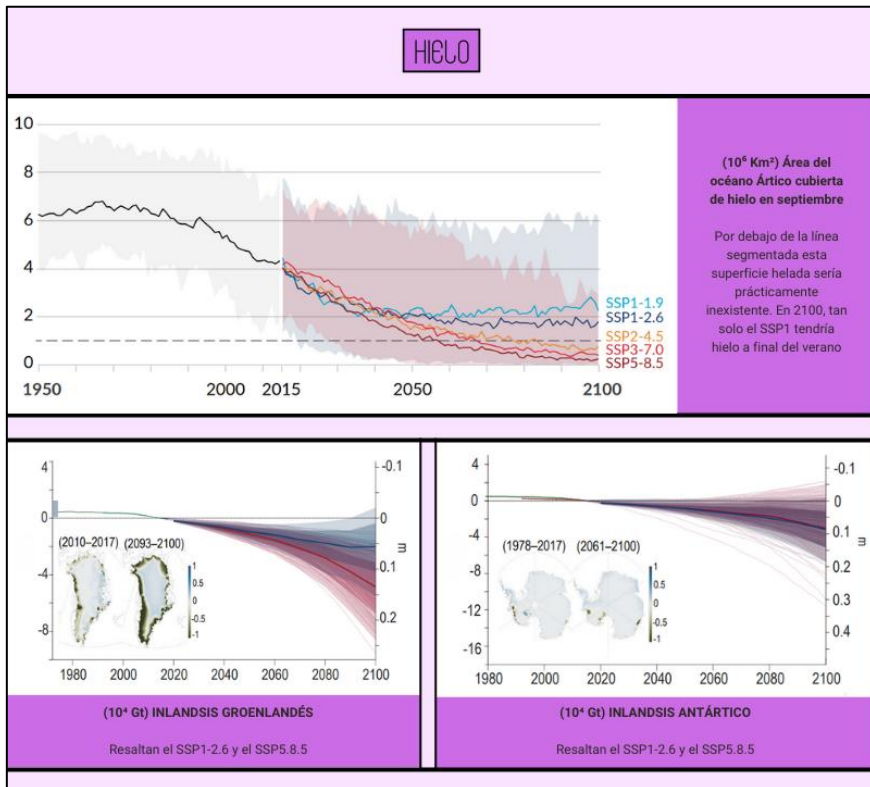 HIELO
10
8
6
4
2
0
1950
2000
2015
2050
2100
SSP1-1.9
SSP1-2.6
SSP2-4.5
SSP3-7.0
SSP5-8.5
(10⁶ Km²) Área del
océano Ártico cubierta
de hielo en septiembre
Por debajo de la línea
segmentada esta
superficie helada sería
prácticamente
inexistente. En 2100, tan
solo el SSP1 tendría
hielo a final del verano
4
0
-4
-8
(2010–2017)
(2093–2100)
1
0.5
0
-0.5
-1
-0.1
0
0.1
0.2
m
1980
2000
2020
2040
2060
2080
2100
(10⁴ Gt) INLANDSIS GROENLANDÉS
Resaltan el SSP1-2.6 y el SSP5.8.5
4
0
-4
-8
-12
-16
(1978–2017)
(2061–2100)
1
0.5
0
-0.5
-1
-0.1
0
0.1
0.2
0.3
0.4
m
1980
2000
2020
2040
2060
2080
2100
(10⁴ Gt) INLANDSIS ANTÁRTICO
Resaltan el SSP1-2.6 y el SSP5.8.5